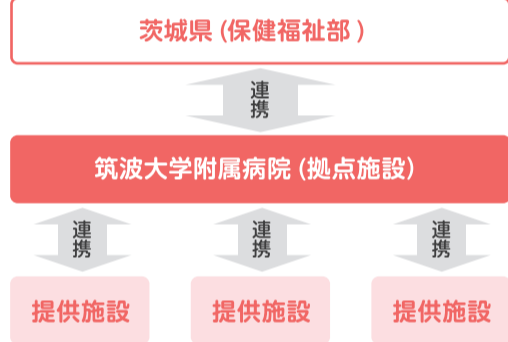 茨城県 (保健福祉部 )
連携
筑波大学附属病院 (拠点施設)
連携
連携
連携
提供施設
提供施設
提供施設